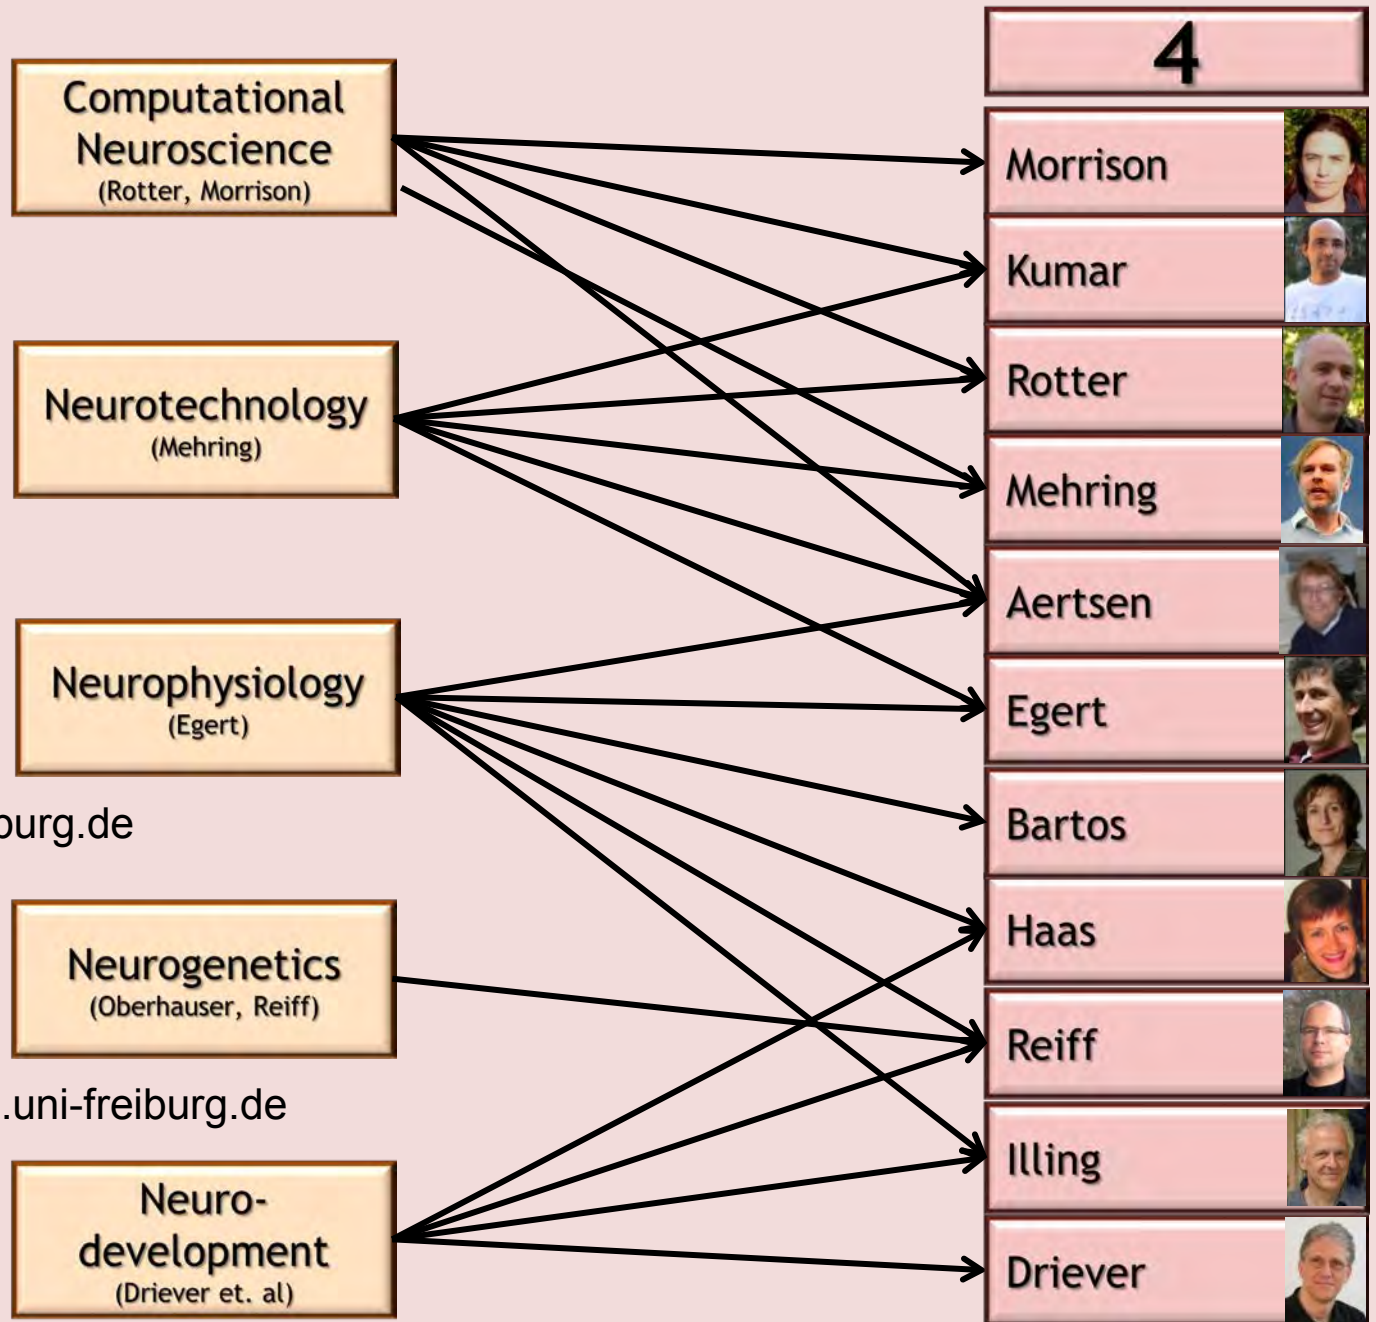 4
Computational
Neuroscience
(Rotter, Morrison)
Morrison
Kumar
Rotter
Neurotechnology
(Mehring)
Mehring
Aertsen
Neurophysiology
(Egert)
Egert
burg.de
Bartos
Haas
Neurogenetics
(Oberhauser, Reiff)
Reiff
.uni-freiburg.de
Illing
Neuro-
development
(Driever et. al)
Driever